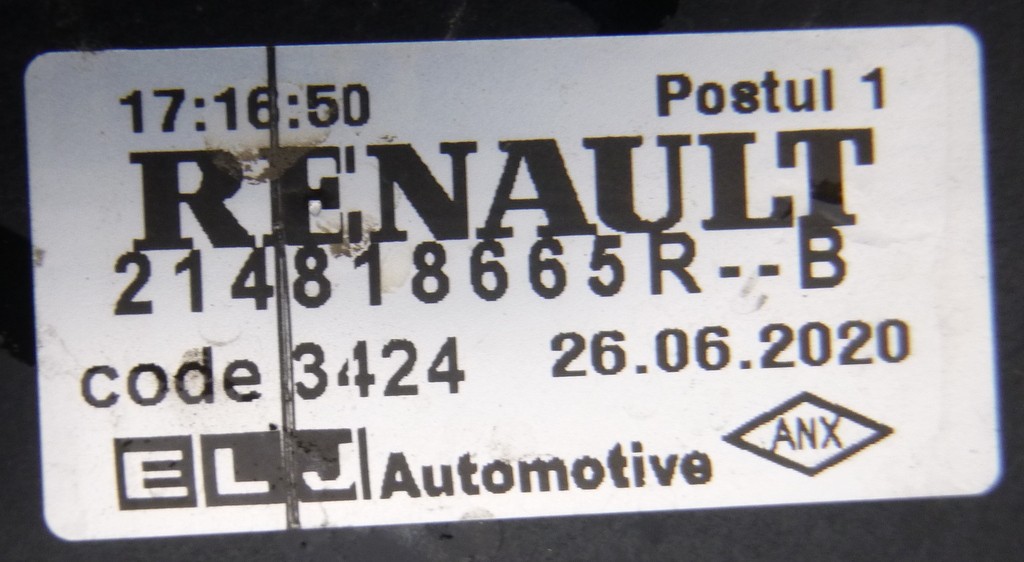 17:16:50 Postul 1
RENAULT
214818665R--B
code 3424 26.06.2020
ELJ Automotive ANX